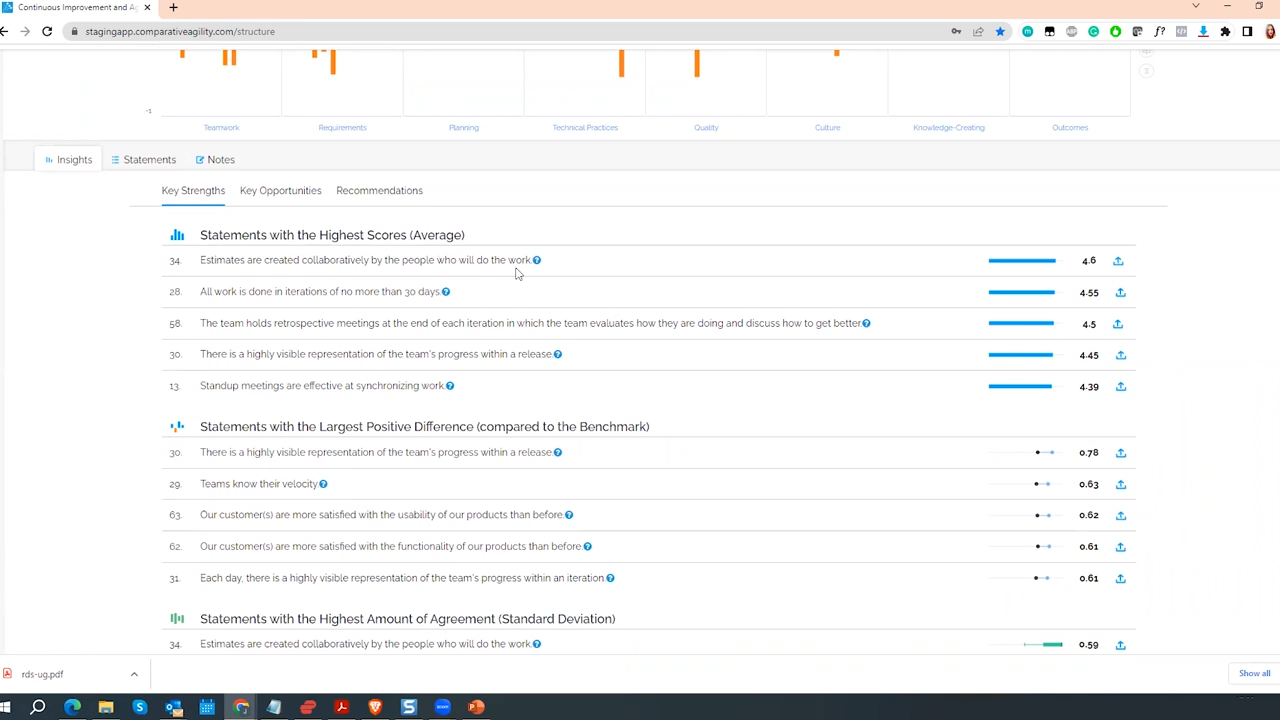 Continuous Improvement and Ag
stagingapp.comparativeagility.com/structure
-1
Teamwork Requirements Planning Technical Practices Quality Culture Knowledge-Creating Outcomes
Insights Statements Notes
Key Strengths Key Opportunities Recommendations
Statements with the Highest Scores (Average)
34. Estimates are created collaboratively by the people who will do the work. 4.6
28. All work is done in iterations of no more than 30 days. 4.55
58. The team holds retrospective meetings at the end of each iteration in which the team evaluates how they are doing and discuss how to get better. 4.5
30. There is a highly visible representation of the team's progress within a release. 4.45
13. Standup meetings are effective at synchronizing work. 4.39
Statements with the Largest Positive Difference (compared to the Benchmark)
30. There is a highly visible representation of the team's progress within a release. 0.78
29. Teams know their velocity. 0.63
63. Our customer(s) are more satisfied with the usability of our products than before. 0.62
62. Our customer(s) are more satisfied with the functionality of our products than before. 0.61
31. Each day, there is a highly visible representation of the team's progress within an iteration. 0.61
Statements with the Highest Amount of Agreement (Standard Deviation)
34. Estimates are created collaboratively by the people who will do the work. 0.59
rds-ug.pdf Show all